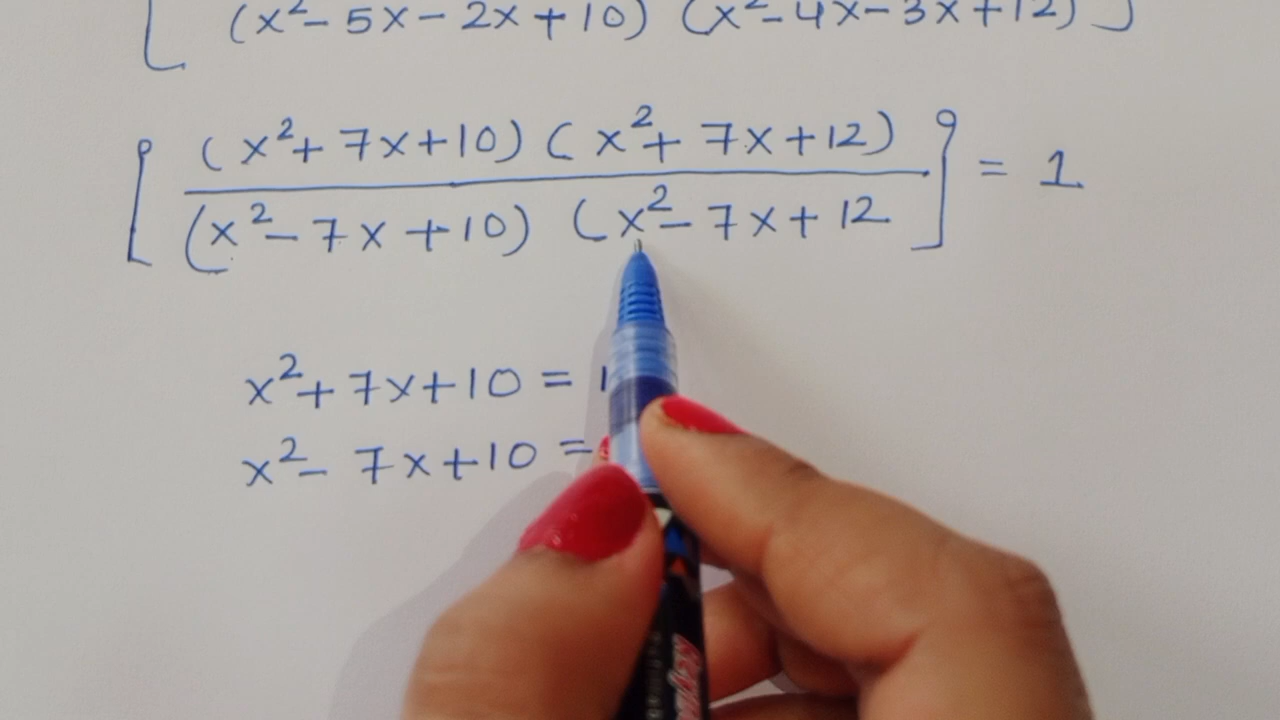 [ (x²- 5x - 2x + 10) (x²- 4x - 3x + 12) ]
[ (x²+ 7x + 10) (x²+ 7x + 12)
(x²- 7x + 10) (x²- 7x + 12 ] = 1
x²+ 7x + 10 =
x²- 7x + 10 =